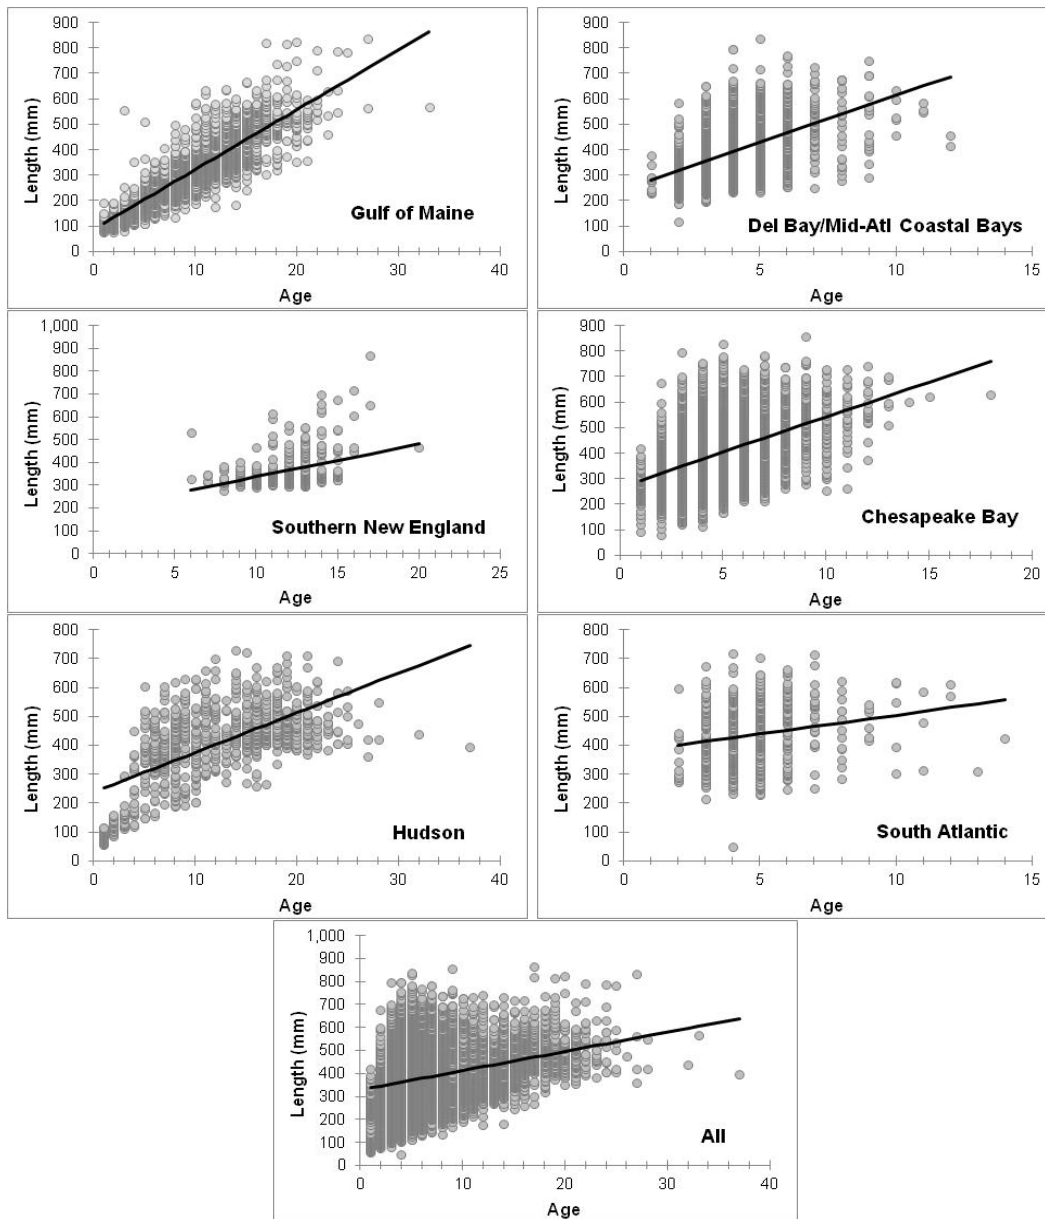 900
800
700
600
500
400
300
200
100
0
Length (mm)
Gulf of Maine
0 10 20 30 40
Age
900
800
700
600
500
400
300
200
100
0
Length (mm)
Del Bay/Mid-Atl Coastal Bays
0 5 10 15
Age
1,000
900
800
700
600
500
400
300
200
100
0
Length (mm)
Southern New England
0 5 10 15 20 25
Age
900
800
700
600
500
400
300
200
100
0
Length (mm)
Chesapeake Bay
0 5 10 15 20
Age
800
700
600
500
400
300
200
100
0
Length (mm)
Hudson
0 10 20 30 40
Age
800
700
600
500
400
300
200
100
0
Length (mm)
South Atlantic
0 5 10 15
Age
1,000
900
800
700
600
500
400
300
200
100
0
Length (mm)
All
0 10 20 30 40
Age